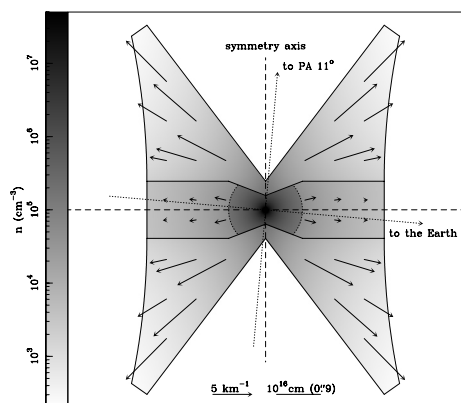 symmetry axis
to PA 11°
10⁷
10⁶
10⁵
10⁴
10³
n (cm⁻³)
to the Earth
5 km⁻¹
10¹⁶cm (0."9)